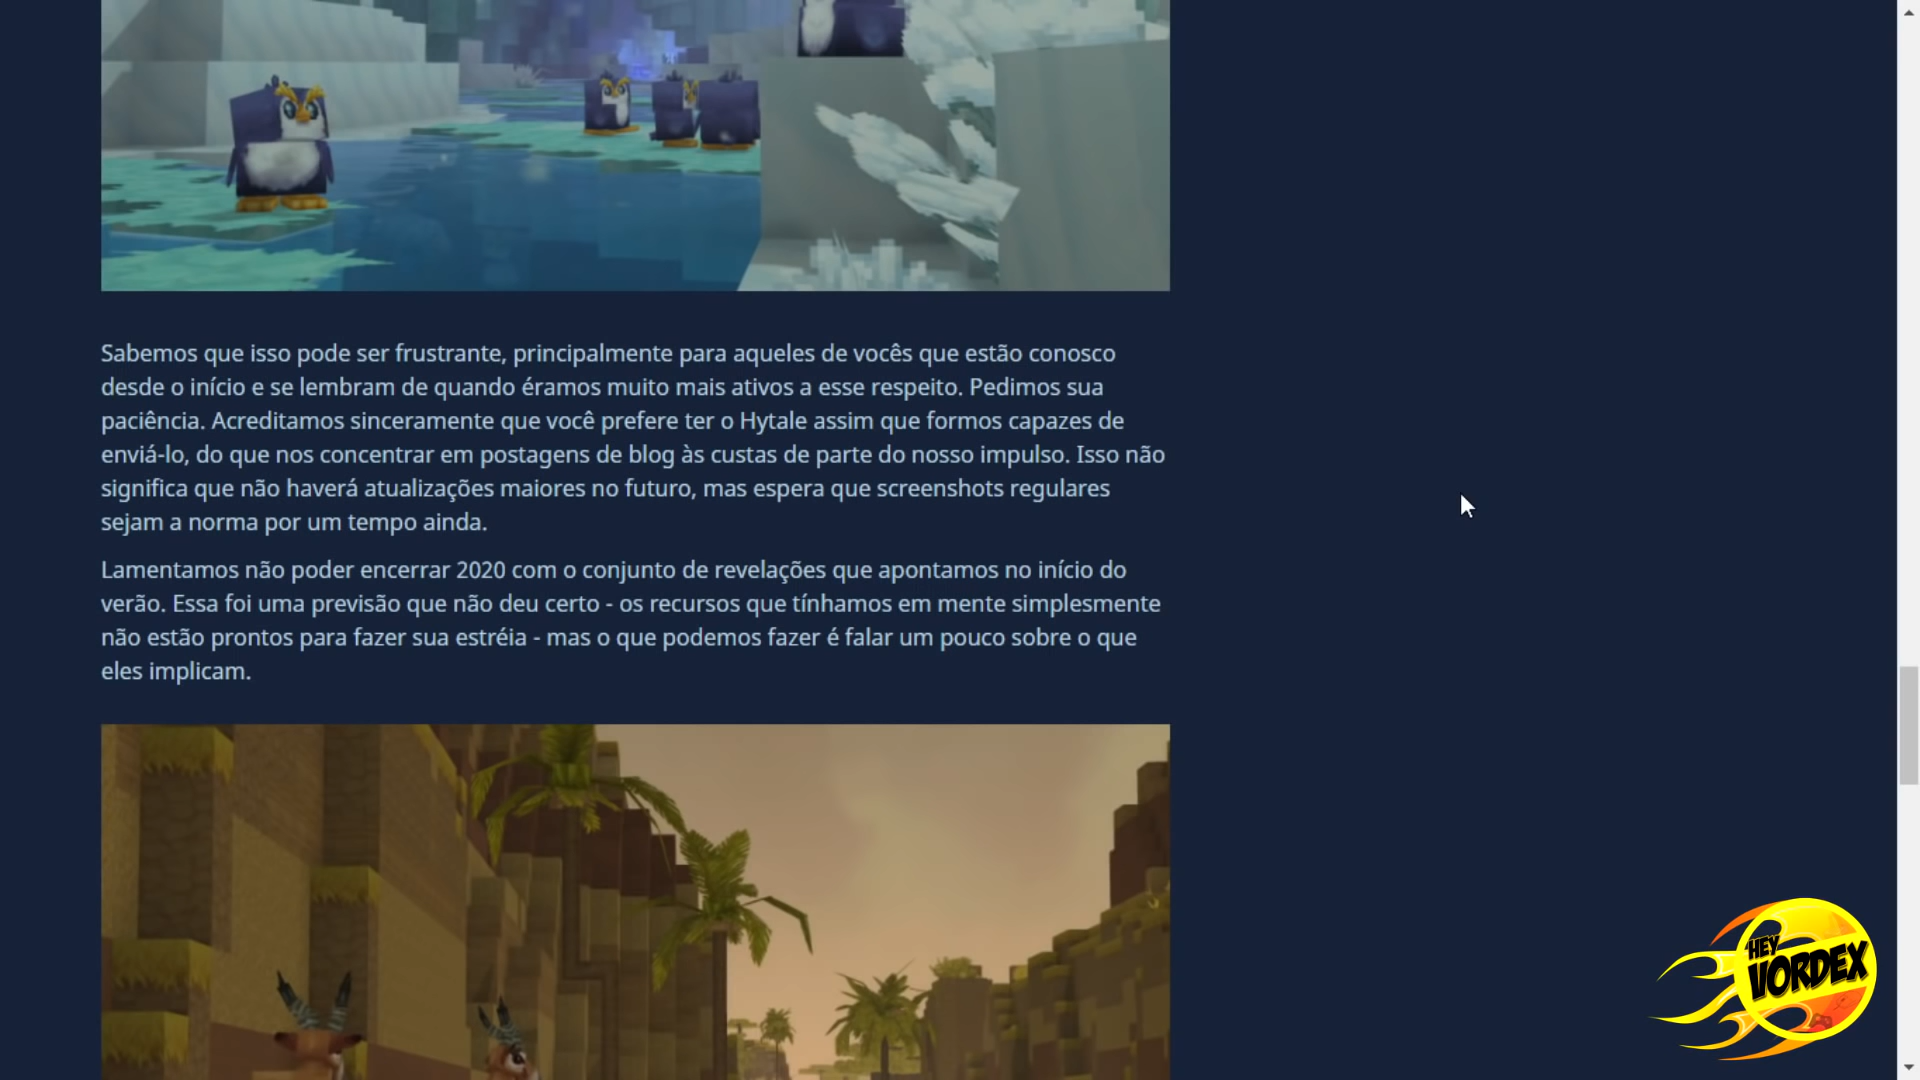 Sabemos que isso pode ser frustrante, principalmente para aqueles de vocês que estão conosco
desde o início e se lembram de quando éramos muito mais ativos a esse respeito. Pedimos sua
paciência. Acreditamos sinceramente que você prefere ter o Hytale assim que formos capazes de
enviá-lo, do que nos concentrar em postagens de blog às custas de parte do nosso impulso. Isso não
significa que não haverá atualizações maiores no futuro, mas espera que screenshots regulares
sejam a norma por um tempo ainda.
Lamentamos não poder encerrar 2020 com o conjunto de revelações que apontamos no início do
verão. Essa foi uma previsão que não deu certo - os recursos que tínhamos em mente simplesmente
não estão prontos para fazer sua estréia - mas o que podemos fazer é falar um pouco sobre o que
eles implicam.
HEY
VORDEX